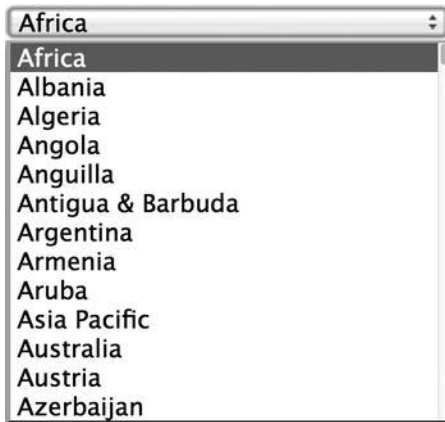 Africa
Africa
Albania
Algeria
Angola
Anguilla
Antigua & Barbuda
Argentina
Armenia
Aruba
Asia Pacific
Australia
Austria
Azerbaijan